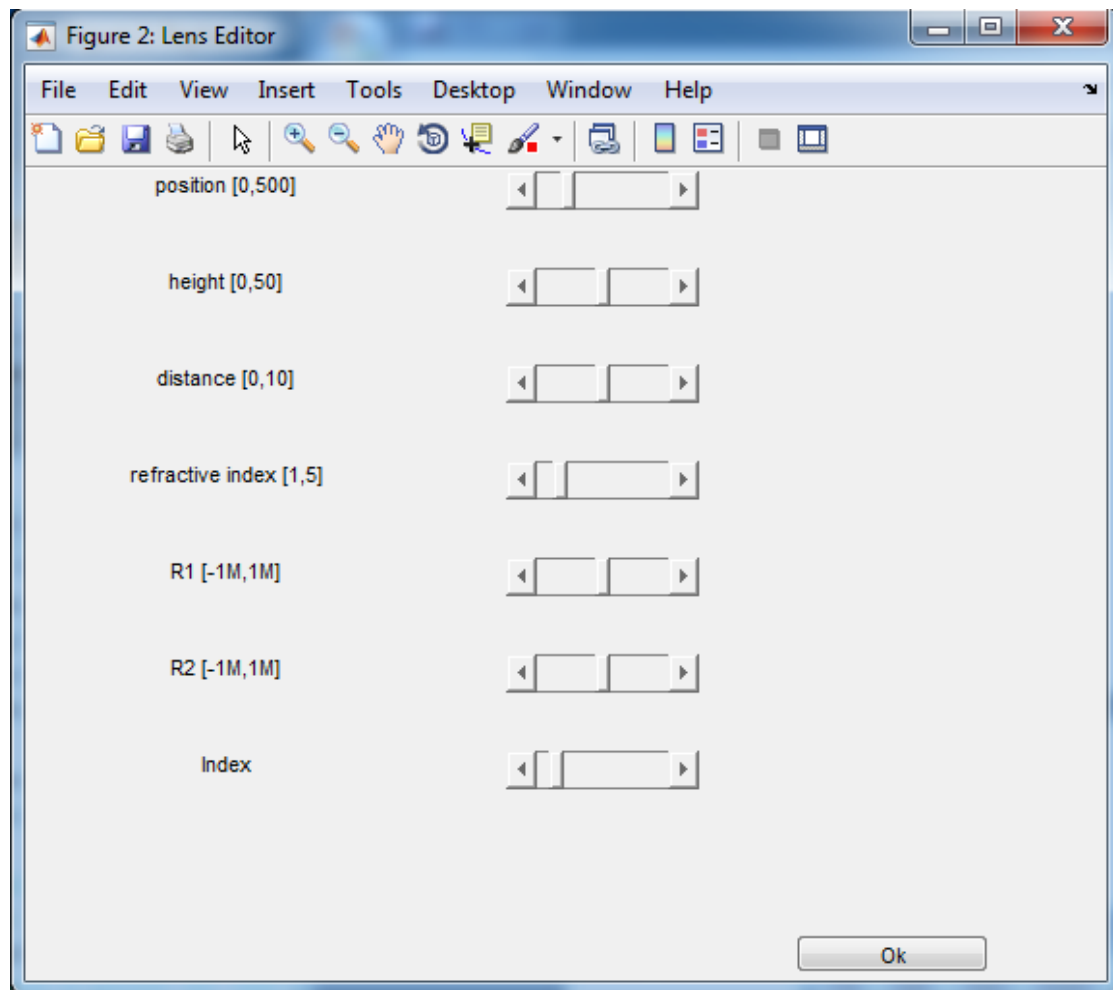 Figure 2: Lens Editor
File Edit View Insert Tools Desktop Window Help
position [0,500]
height [0,50]
distance [0,10]
refractive index [1,5]
R1 [-1M,1M]
R2 [-1M,1M]
Index
Ok